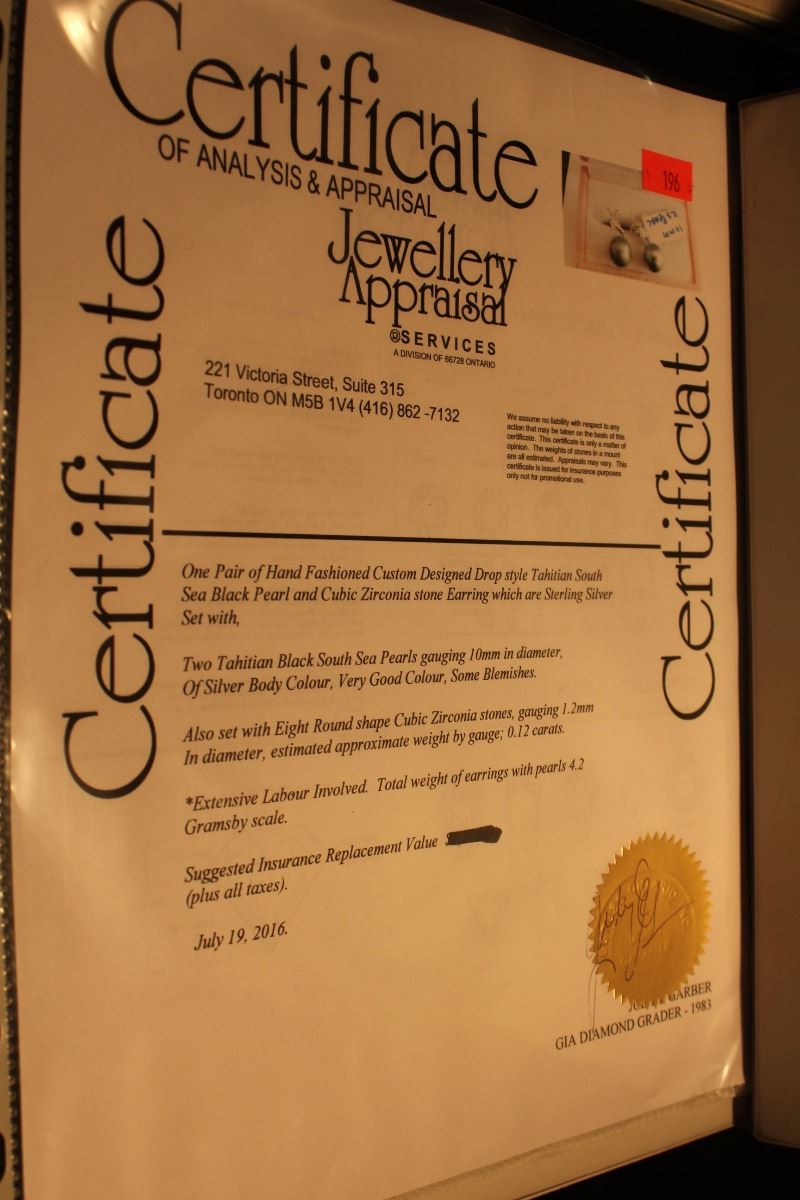 Certificate
OF ANALYSIS & APPRAISAL
Jewellery
Appraisal
®SERVICES
A DIVISION OF 66728 ONTARIO
196
221 Victoria Street, Suite 315
Toronto ON M5B 1V4 (416) 862 -7132
We assume no liability with respect to any
action that may be taken on the basis of this
certificate. This certificate is only a matter of
opinion. The weights of stones in a mount
are all estimated. Appraisals may vary. This
certificate is issued for insurance purposes
only not for promotional use.
Certificate
Certificate
One Pair of Hand Fashioned Custom Designed Drop style Tahitian South
Sea Black Pearl and Cubic Zirconia stone Earring which are Sterling Silver
Set with,
Two Tahitian Black South Sea Pearls gauging 10mm in diameter,
Of Silver Body Colour, Very Good Colour, Some Blemishes.
Also set with Eight Round shape Cubic Zirconia stones, gauging 1.2mm
In diameter, estimated approximate weight by gauge; 0.12 carats.
*Extensive Labour Involved. Total weight of earrings with pearls 4.2
Gramsby scale.
Suggested Insurance Replacement Value
(plus all taxes).
July 19, 2016.
GARBER
GIA DIAMOND GRADER - 1983